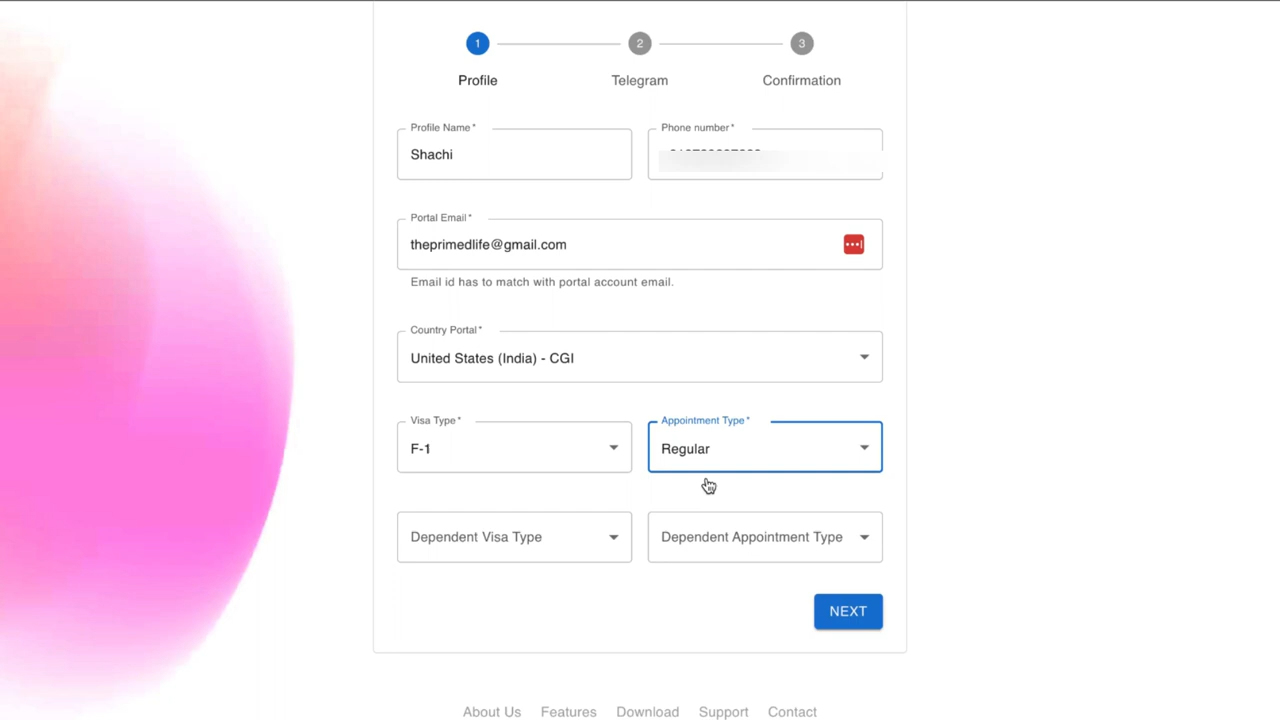 1 2 3
Profile Telegram Confirmation
Profile Name* Phone number*
Shachi
Portal Email*
theprimedlife@gmail.com
Email id has to match with portal account email.
Country Portal*
United States (India) - CGI
Visa Type* Appointment Type*
F-1 Regular
Dependent Visa Type Dependent Appointment Type
NEXT
About Us Features Download Support Contact